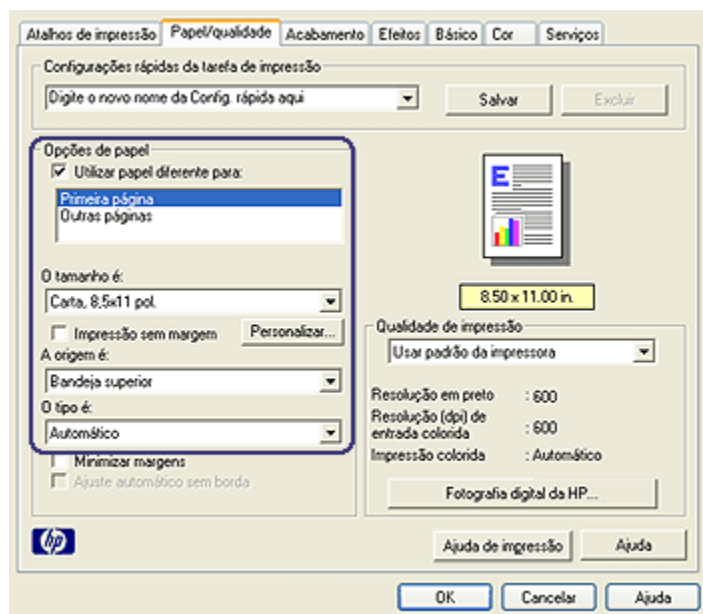 Atalhos de impressão Papel/qualidade Acabamento Efeitos Básico Cor Serviços
Configurações rápidas da tarefa de impressão
Digite o novo nome da Config. rápida aqui Salvar Excluir
Opções de papel
Utilizar papel diferente para:
Primeira página
Outras páginas
O tamanho é:
Carta, 8,5x11 pol.
Impressão sem margem Personalizar...
A origem é:
Bandeja superior
O tipo é:
Automático
Minimizar margens
Ajuste automático sem borda
E
8.50 x 11.00 in.
Qualidade de impressão
Usar padrão da impressora
Resolução em preto : 600
Resolução (dpi) de
entrada colorida : 600
Impressão colorida : Automático
Fotografia digital da HP...
hp
Ajuda de impressão Ajuda
OK Cancelar Ajuda